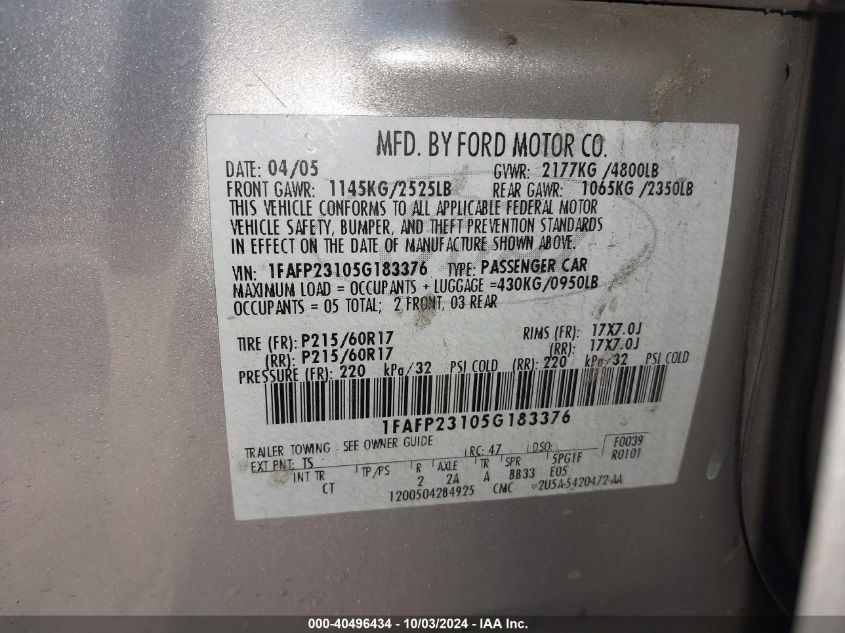 MFD. BY FORD MOTOR CO.
DATE: 04/05 GVWR: 2177KG /4800LB
FRONT GAWR: 1145KG/2525LB REAR GAWR: 1065KG /2350LB
THIS VEHICLE CONFORMS TO ALL APPLICABLE FEDERAL MOTOR
VEHICLE SAFETY, BUMPER, AND THEFT PREVENTION STANDARDS
IN EFFECT ON THE DATE OF MANUFACTURE SHOWN ABOVE.
VIN: 1FAFP23105G183376 TYPE: PASSENGER CAR
MAXIMUM LOAD = OCCUPANTS + LUGGAGE =430KG/0950LB
OCCUPANTS = 05 TOTAL; 2 FRONT, 03 REAR
TIRE (FR): P215/60R17 RIMS (FR): 17X7.0J
(RR): P215/60R17 (RR): 17X7.0J
PRESSURE (FR): 220 kPa/32 PSI COLD (RR): 220 kPa/32 PSI COLD
1FAFP23105G183376
TRAILER TOWING - SEE OWNER GUIDE
EXT PNT: TS RC: 47 DSO: F0039
INT TR TP/PS R AXLE TR SPR 5PG1F R0101
CT 2 2A A BB33 E05
1200504284925 CMC V2U5A-5420472-AA
000-40496434 - 10/03/2024 - IAA Inc.